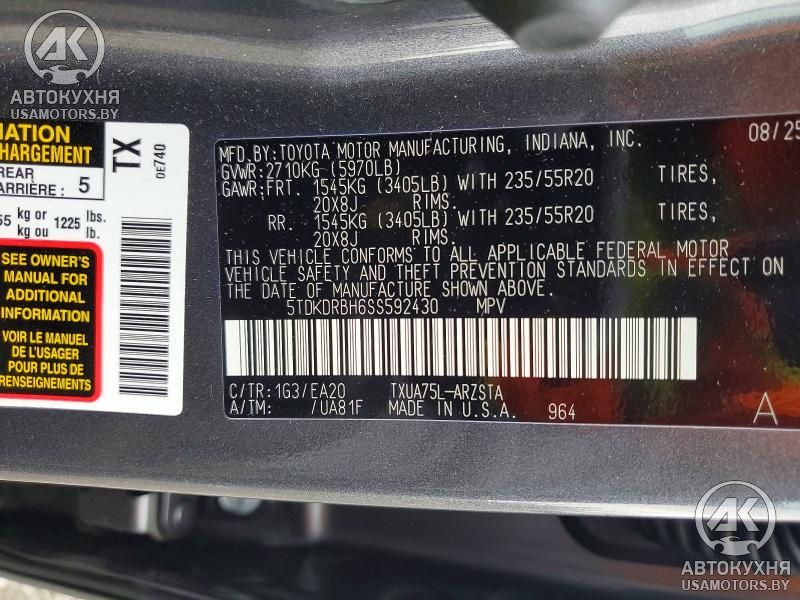 AK
АВТОКУХНЯ
USAMOTORS.BY
MATION
CHARGEMENT
REAR
ARRIÈRE: 5
TX
0E740
55 kg or 1225 lbs.
kg ou lb.
SEE OWNER'S
MANUAL FOR
ADDITIONAL
INFORMATION
VOIR LE MANUEL
DE L'USAGER
POUR PLUS DE
RENSEIGNEMENTS
MFD.BY:TOYOTA MOTOR MANUFACTURING, INDIANA, INC. 08/25
GVWR:2710KG (5970LB)
GAWR:FRT. 1545KG (3405LB) WITH 235/55R20 TIRES,
20X8J RIMS.
RR. 1545KG (3405LB) WITH 235/55R20 TIRES,
20X8J RIMS.
THIS VEHICLE CONFORMS TO ALL APPLICABLE FEDERAL MOTOR
VEHICLE SAFETY AND THEFT PREVENTION STANDARDS IN EFFECT ON
THE DATE OF MANUFACTURE SHOWN ABOVE.
5TDKDRBH6SS592430 MPV
C/TR:1G3/EA20 TXUA75L-ARZSTA
A/TM: /UA81F MADE IN U.S.A. 964 A
AK
АВТОКУХНЯ
USAMOTORS.BY